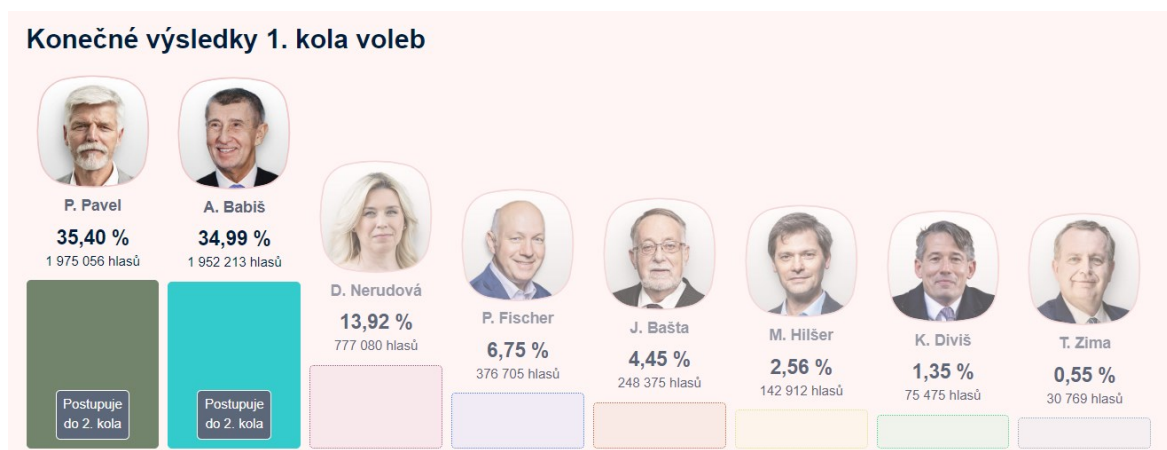 Konečné výsledky 1. kola voleb
P. Pavel
35,40 %
1 975 056 hlasů
Postupuje
do 2. kola
A. Babiš
34,99 %
1 952 213 hlasů
Postupuje
do 2. kola
D. Nerudová
13,92 %
777 080 hlasů
P. Fischer
6,75 %
376 705 hlasů
J. Bašta
4,45 %
248 375 hlasů
M. Hilšer
2,56 %
142 912 hlasů
K. Diviš
1,35 %
75 475 hlasů
T. Zima
0,55 %
30 769 hlasů